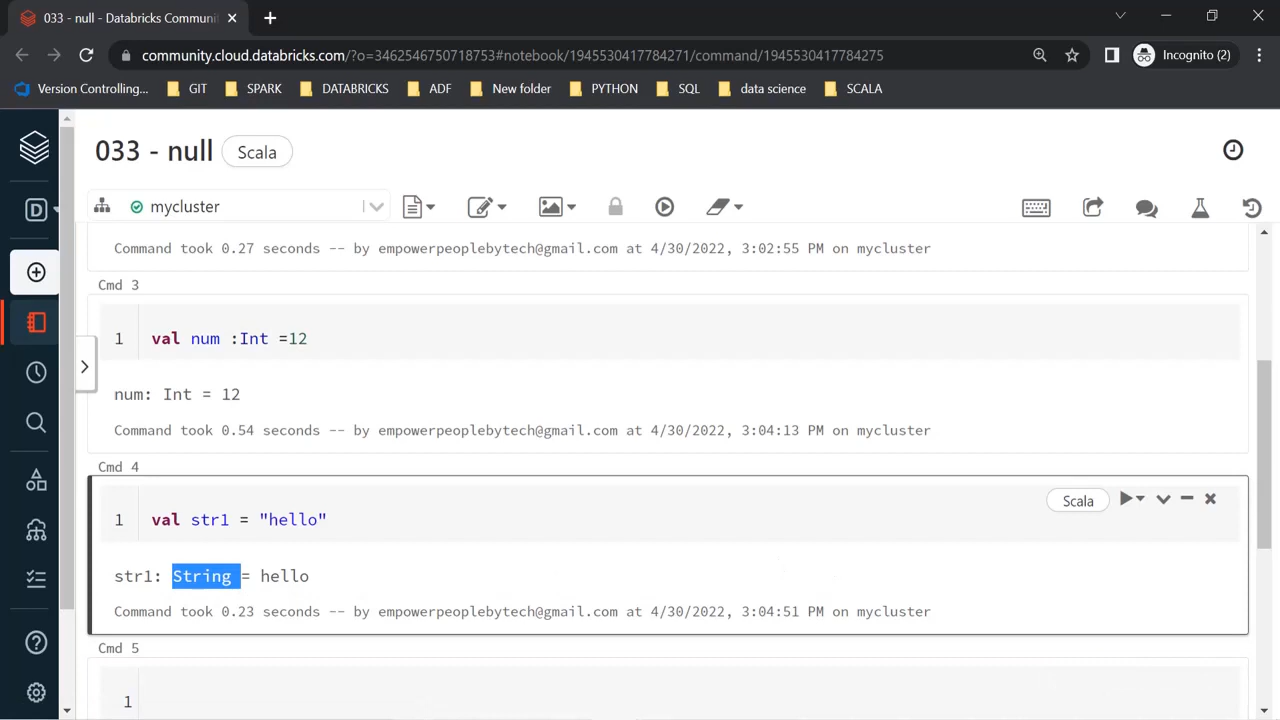 033 - null - Databricks Communi
community.cloud.databricks.com/?o=3462546750718753#notebook/1945530417784271/command/1945530417784275
Incognito (2)
Version Controlling... GIT SPARK DATABRICKS ADF New folder PYTHON SQL data science SCALA
033 - null Scala
D mycluster
Command took 0.27 seconds -- by empowerpeoplebytech@gmail.com at 4/30/2022, 3:02:55 PM on mycluster
Cmd 3
1 val num :Int =12
num: Int = 12
Command took 0.54 seconds -- by empowerpeoplebytech@gmail.com at 4/30/2022, 3:04:13 PM on mycluster
Cmd 4
Scala
1 val str1 = "hello"
str1: String = hello
Command took 0.23 seconds -- by empowerpeoplebytech@gmail.com at 4/30/2022, 3:04:51 PM on mycluster
Cmd 5
1